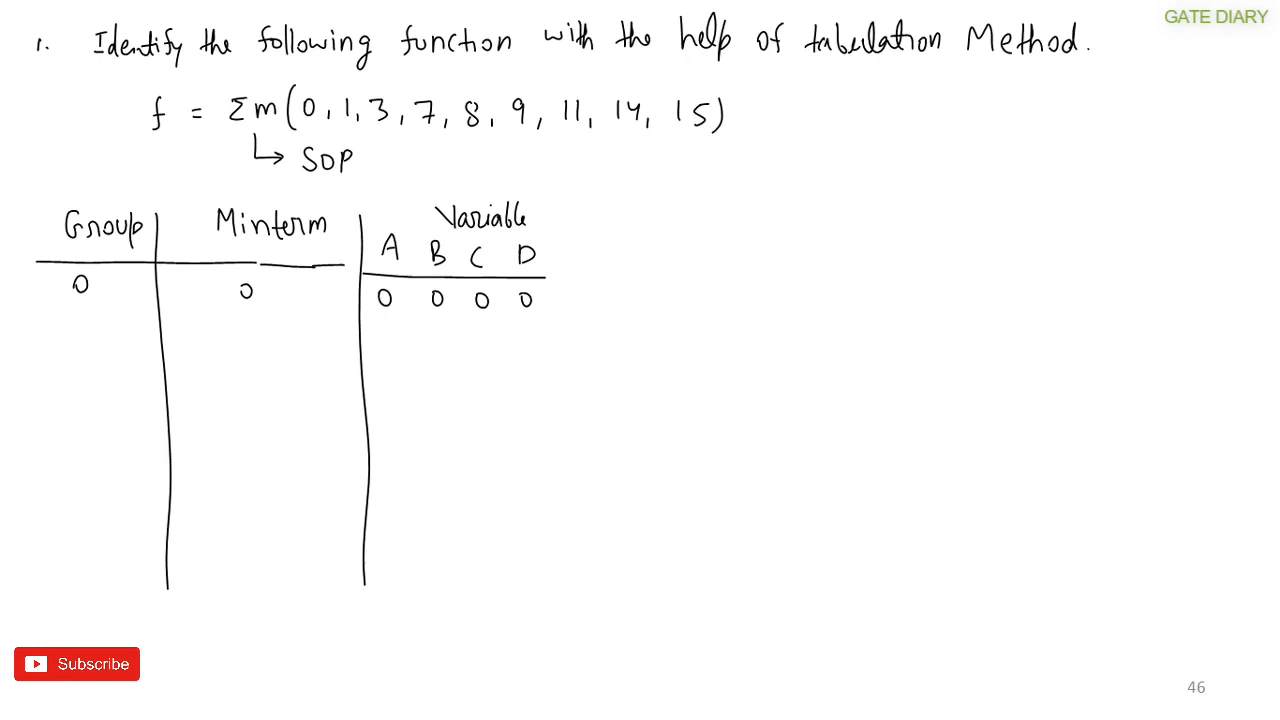 GATE DIARY
1. Identify the following function with the help of tabulation Method.
f = Σm(0, 1, 3, 7, 8, 9, 11, 14, 15)
↳ SOP
Group Minterm Variable
A B C D
0 0 0 0 0 0
Subscribe
46